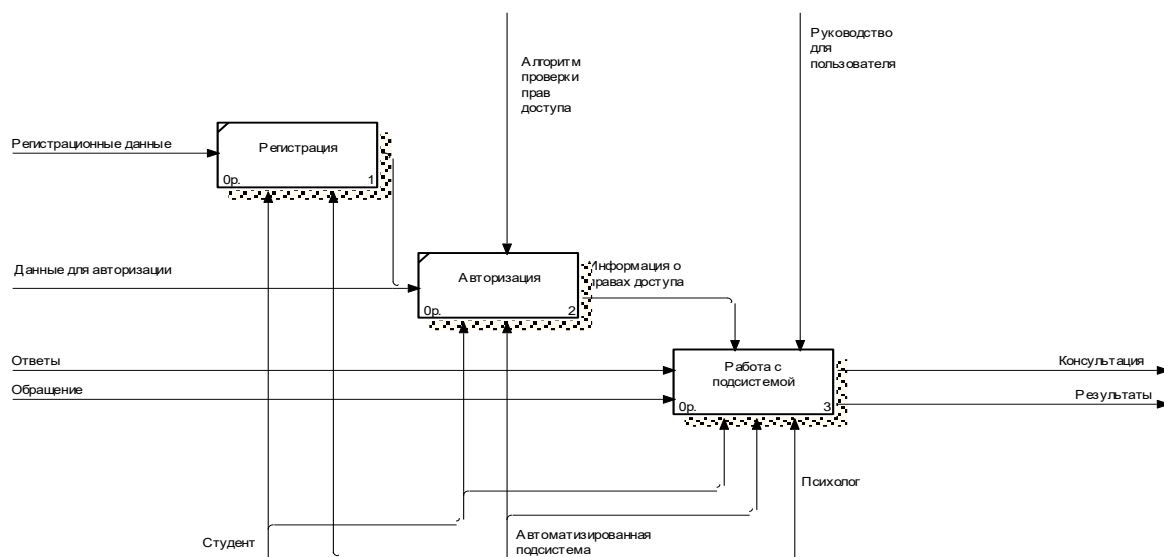 Руководство
для
пользователя
Алгоритм
проверки
прав
доступа
Регистрационные данные
Регистрация
0р. 1
Данные для авторизации
Авторизация
0р. 2
Информация о
правах доступа
Ответы
Обращение
Работа с
подсистемой
0р. 3
Консультация
Результаты
Психолог
Студент
Автоматизированная
подсистема